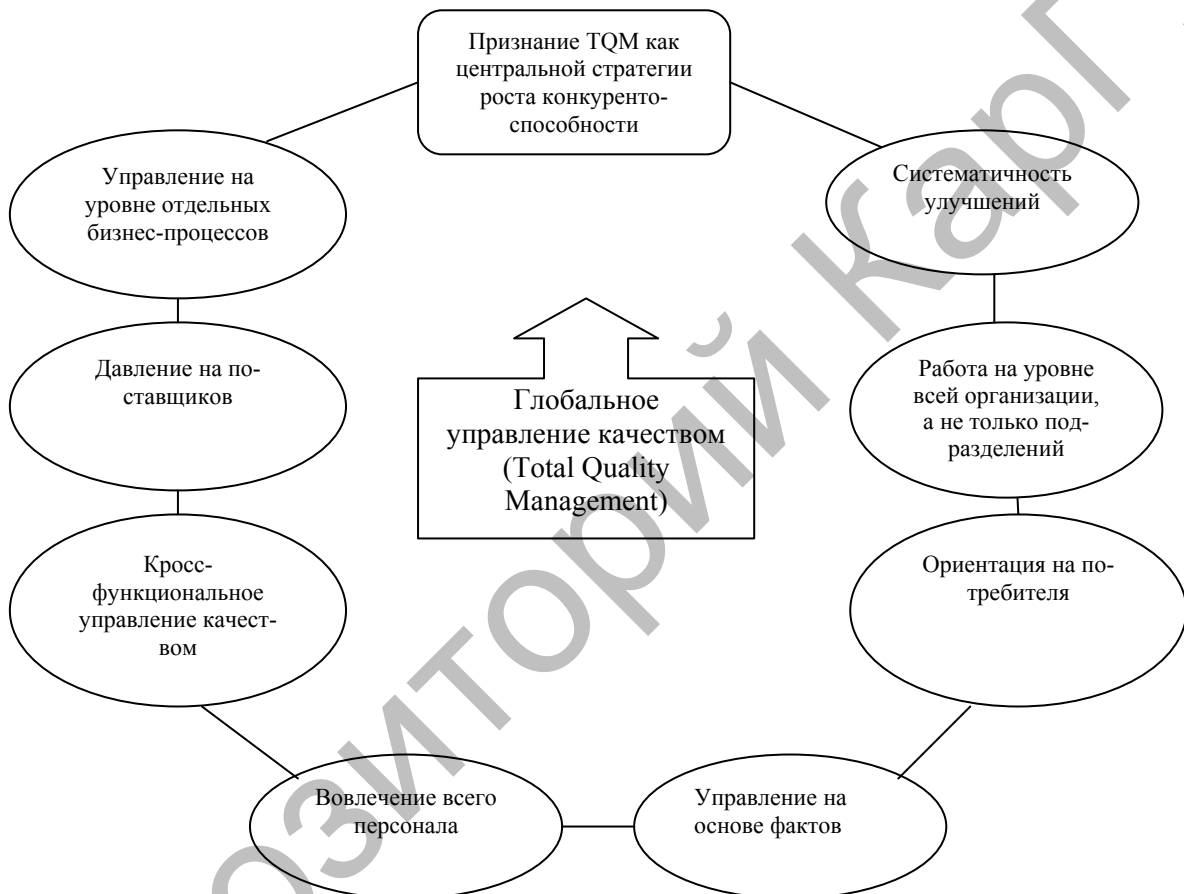 Признание TQM как
центральной стратегии
роста конкуренто-
способности
Управление на
уровне отдельных
бизнес-процессов
Систематичность
улучшений
Давление на по-
ставщиков
Глобальное
управление качеством
(Total Quality
Management)
Работа на уровне
всей организации,
а не только под-
разделений
Кросс-
функциональное
управление качест-
вом
Ориентация на по-
требителя
Вовлечение всего
персонала
Управление на
основе фактов
озиторий КарГ